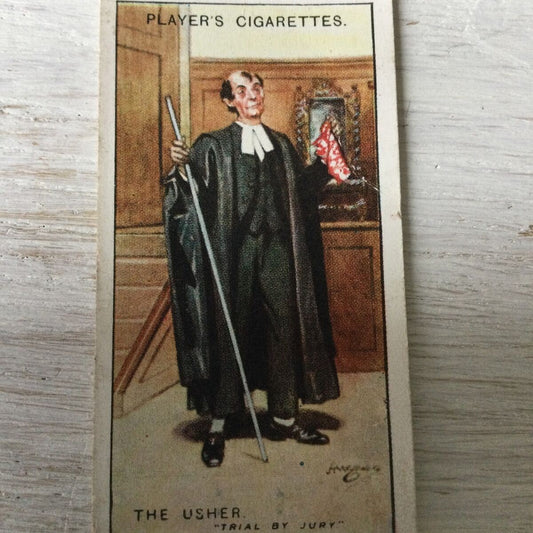 PLAYER'S CIGARETTES.
THE USHER.
"TRIAL BY JURY"